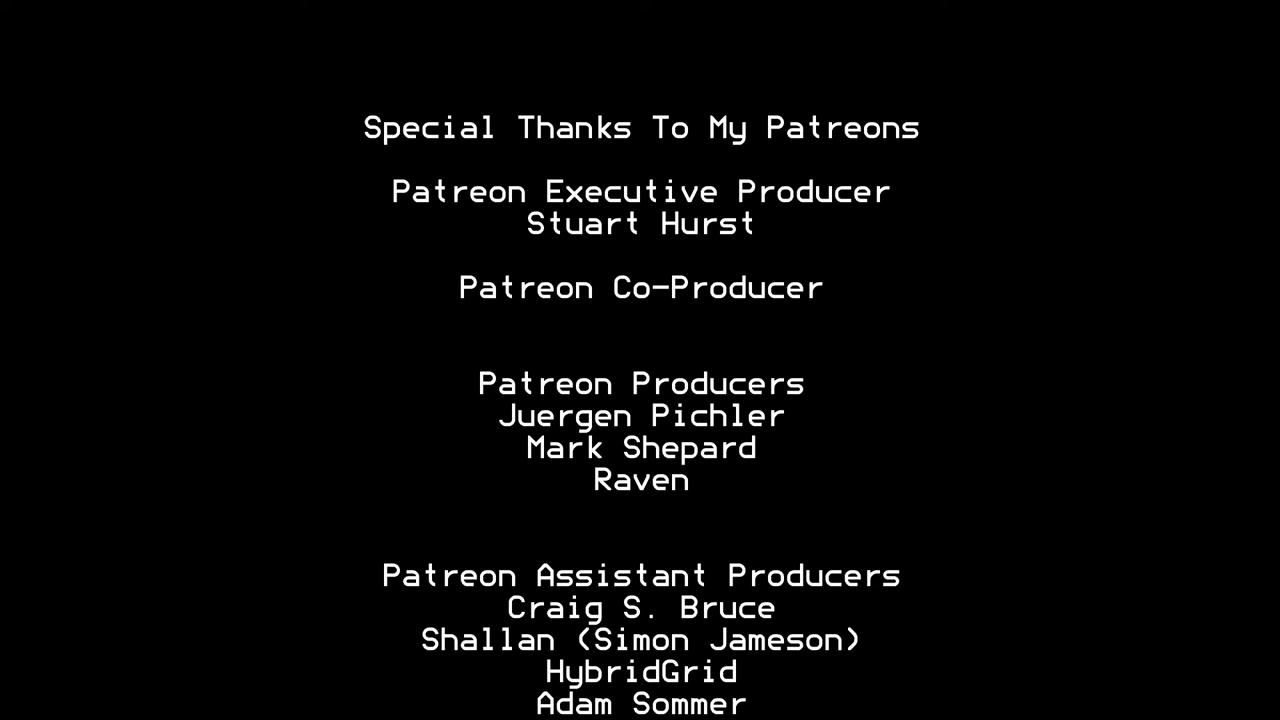 Special Thanks To My Patreons
Patreon Executive Producer
Stuart Hurst
Patreon Co-Producer
Patreon Producers
Juergen Pichler
Mark Shepard
Raven
Patreon Assistant Producers
Craig S. Bruce
Shallan (Simon Jameson)
HybridGrid
Adam Sommer